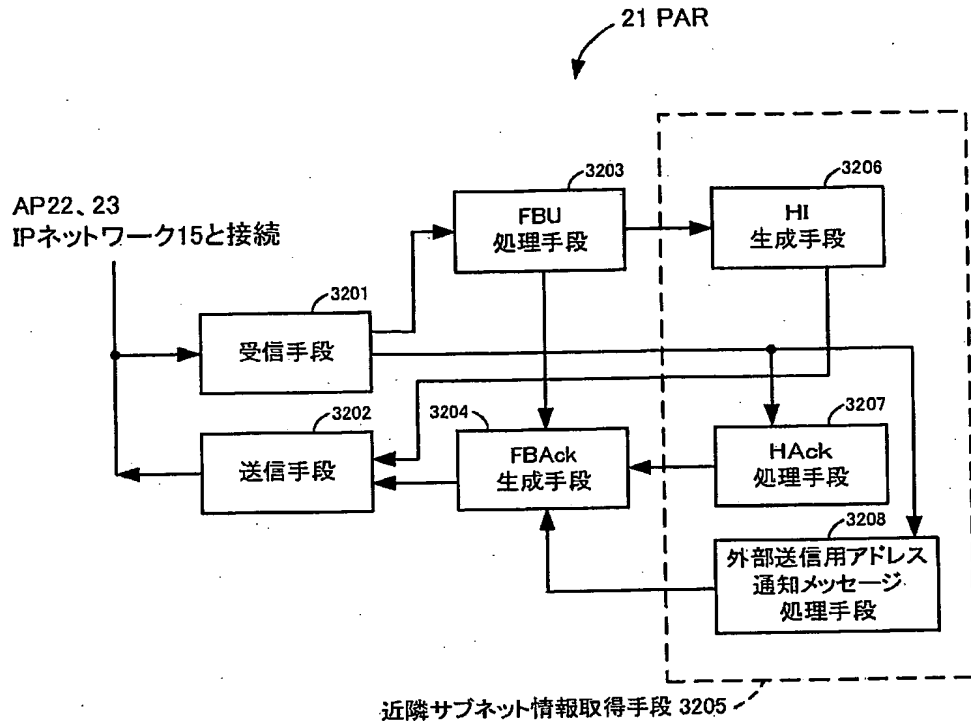 21 PAR
AP22、23
IPネットワーク15と接続
3203
FBU
処理手段
3206
HI
生成手段
3201
受信手段
3202
送信手段
3204
FBAck
生成手段
3207
HAck
処理手段
3208
外部送信用アドレス
通知メッセージ
処理手段
近隣サブネット情報取得手段 3205